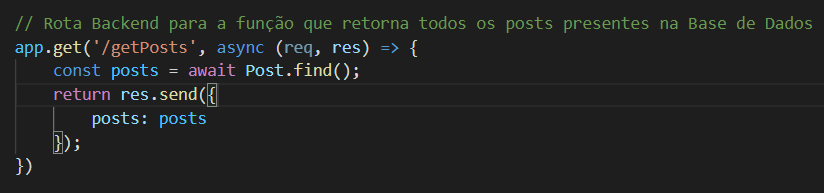 // Rota Backend para a função que retorna todos os posts presentes na Base de Dados
app.get('/getPosts', async (req, res) => {
    const posts = await Post.find();
    return res.send({
        posts: posts
    });
})